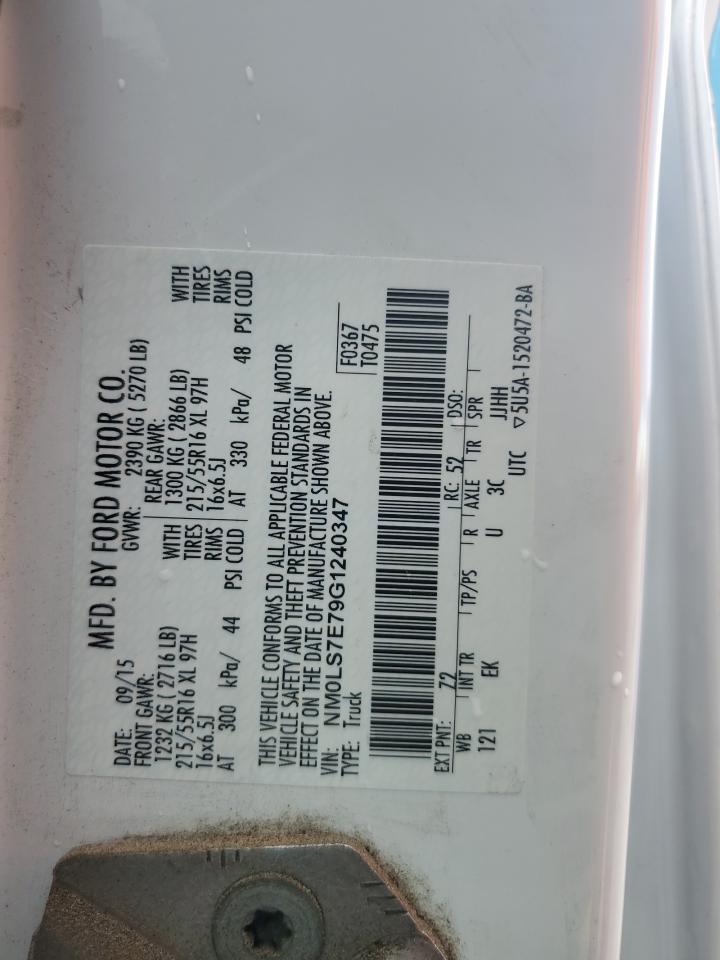 MFD. BY FORD MOTOR CO.
DATE: 09/15 GVWR: 2390 KG ( 5270 LB)
FRONT GAWR: REAR GAWR:
1232 KG ( 2716 LB) WITH 1300 KG ( 2866 LB) WITH
215/55R16 XL 97H TIRES 215/55R16 XL 97H TIRES
16x6.5J RIMS 16x6.5J RIMS
AT 300 kPa/ 44 PSI COLD AT 330 kPa/ 48 PSI COLD
THIS VEHICLE CONFORMS TO ALL APPLICABLE FEDERAL MOTOR
VEHICLE SAFETY AND THEFT PREVENTION STANDARDS IN
EFFECT ON THE DATE OF MANUFACTURE SHOWN ABOVE.
VIN: NM0LS7E79G1240347
TYPE: Truck
F0367
T0475
EXT PNT: Z2 RC: 52 DSO:
WB INT TR TP/PS R AXLE TR SPR
121 EK U 3C JJHH
UTC ▽5U5A-1520472-BA